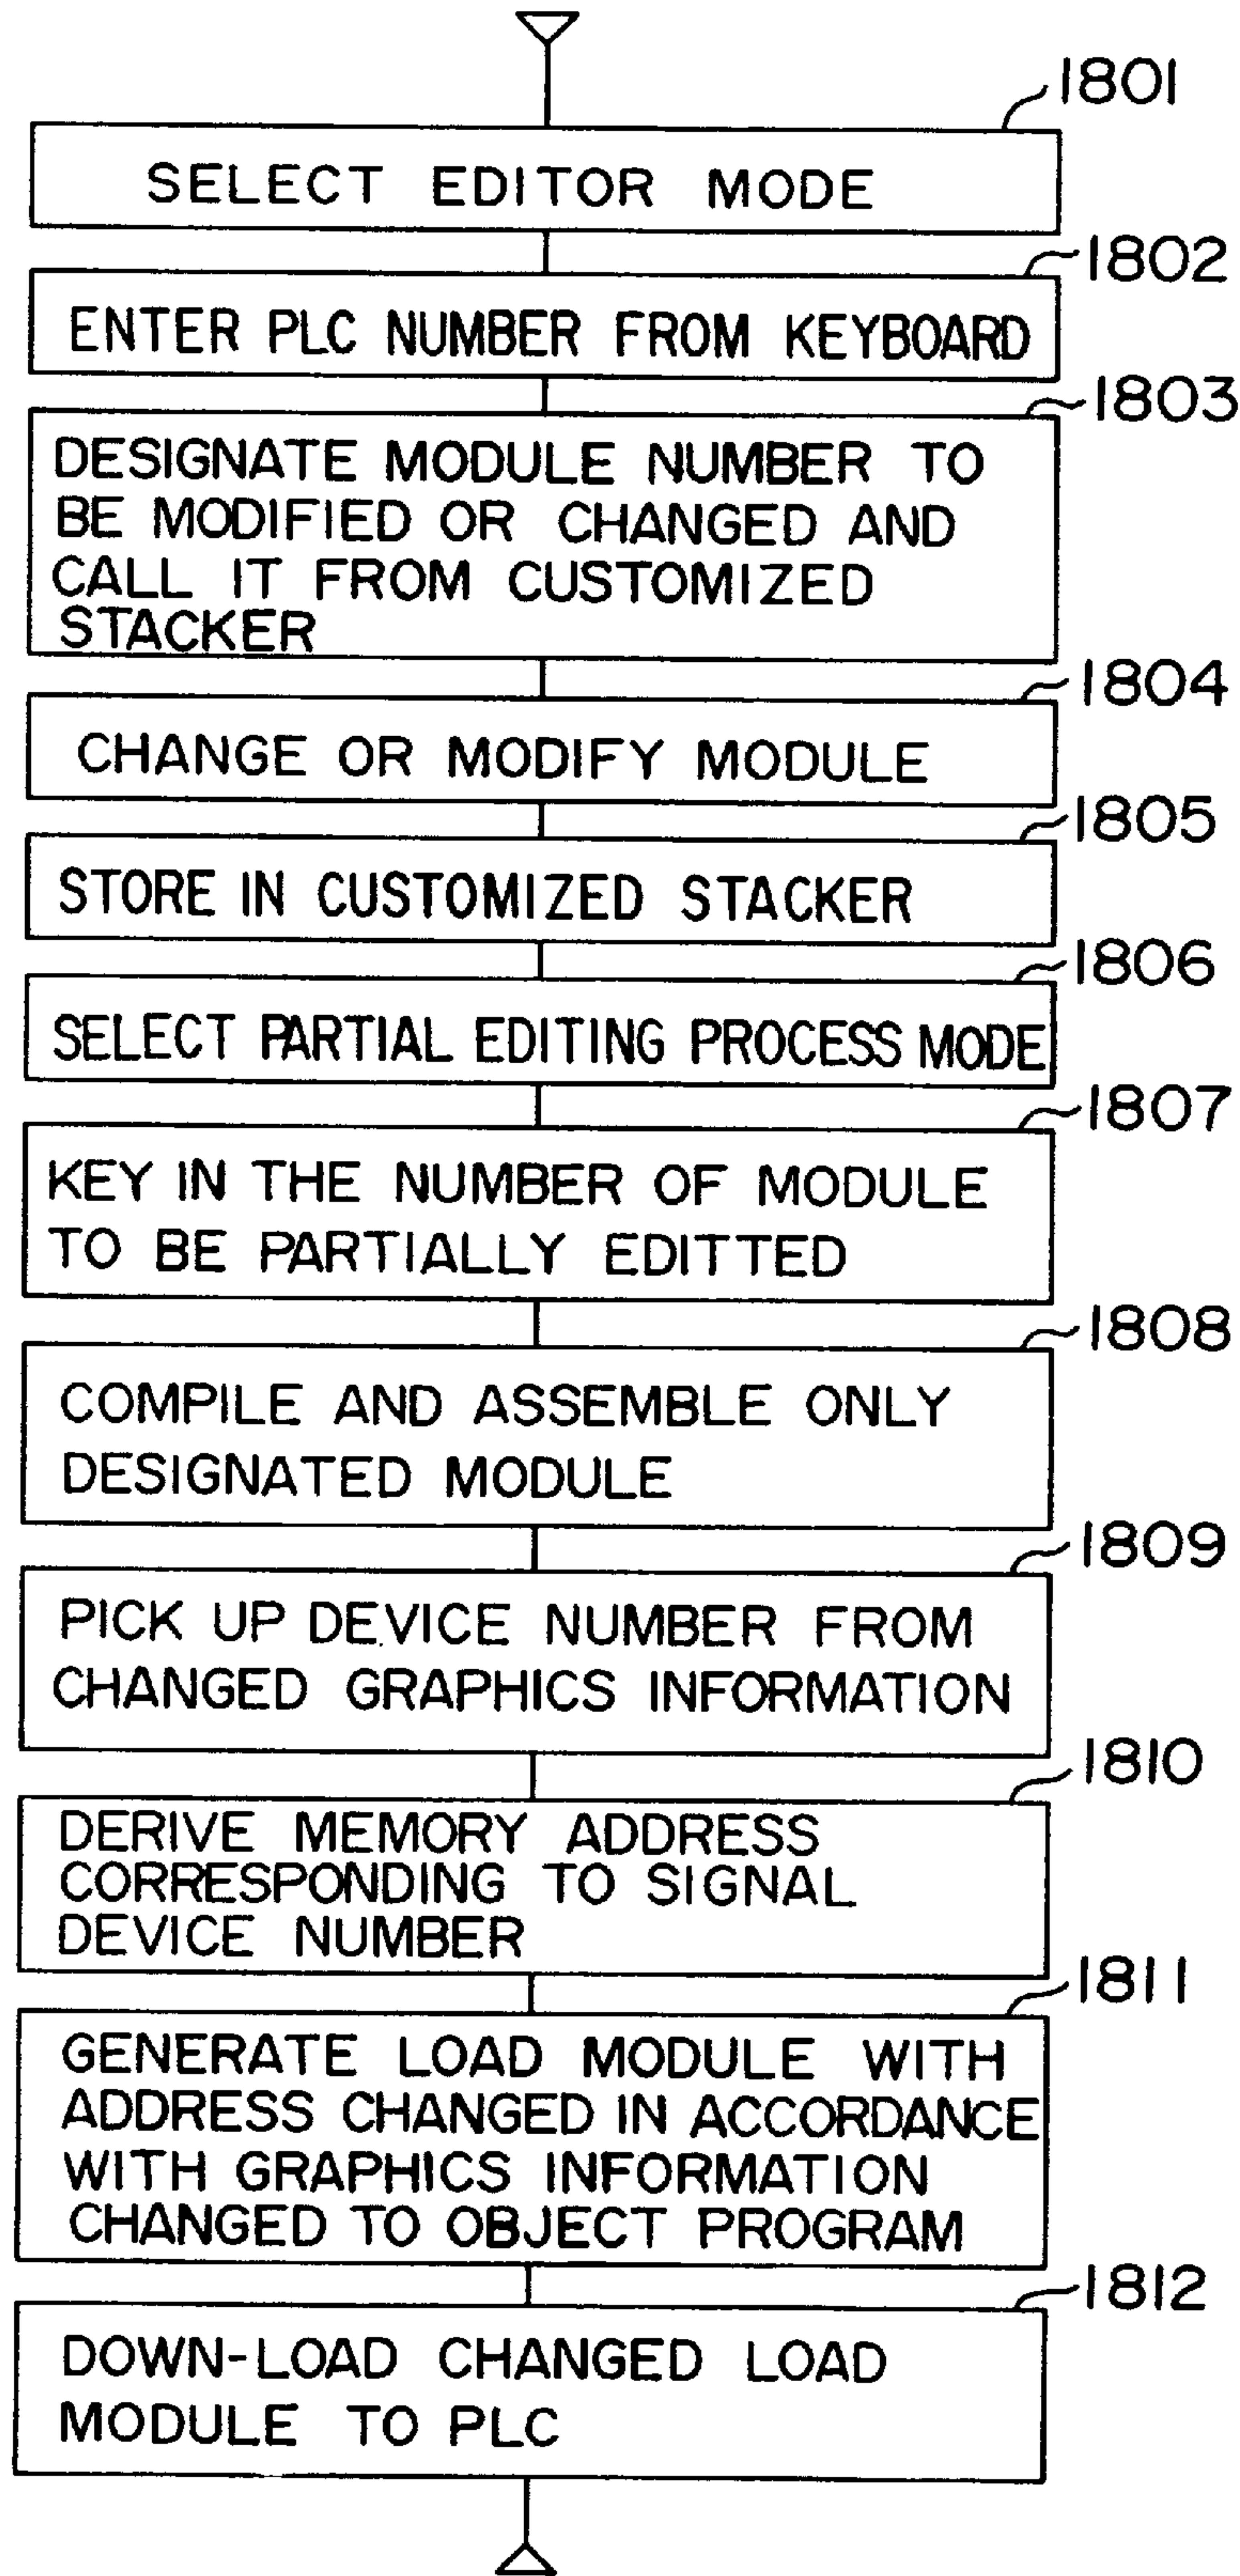 1801
SELECT EDITOR MODE
1802
ENTER PLC NUMBER FROM KEYBOARD
1803
DESIGNATE MODULE NUMBER TO
BE MODIFIED OR CHANGED AND
CALL IT FROM CUSTOMIZED
STACKER
1804
CHANGE OR MODIFY MODULE
1805
STORE IN CUSTOMIZED STACKER
1806
SELECT PARTIAL EDITING PROCESS MODE
1807
KEY IN THE NUMBER OF MODULE
TO BE PARTIALLY EDITTED
1808
COMPILE AND ASSEMBLE ONLY
DESIGNATED MODULE
1809
PICK UP DEVICE NUMBER FROM
CHANGED GRAPHICS INFORMATION
1810
DERIVE MEMORY ADDRESS
CORRESPONDING TO SIGNAL
DEVICE NUMBER
1811
GENERATE LOAD MODULE WITH
ADDRESS CHANGED IN ACCORDANCE
WITH GRAPHICS INFORMATION
CHANGED TO OBJECT PROGRAM
1812
DOWN-LOAD CHANGED LOAD
MODULE TO PLC